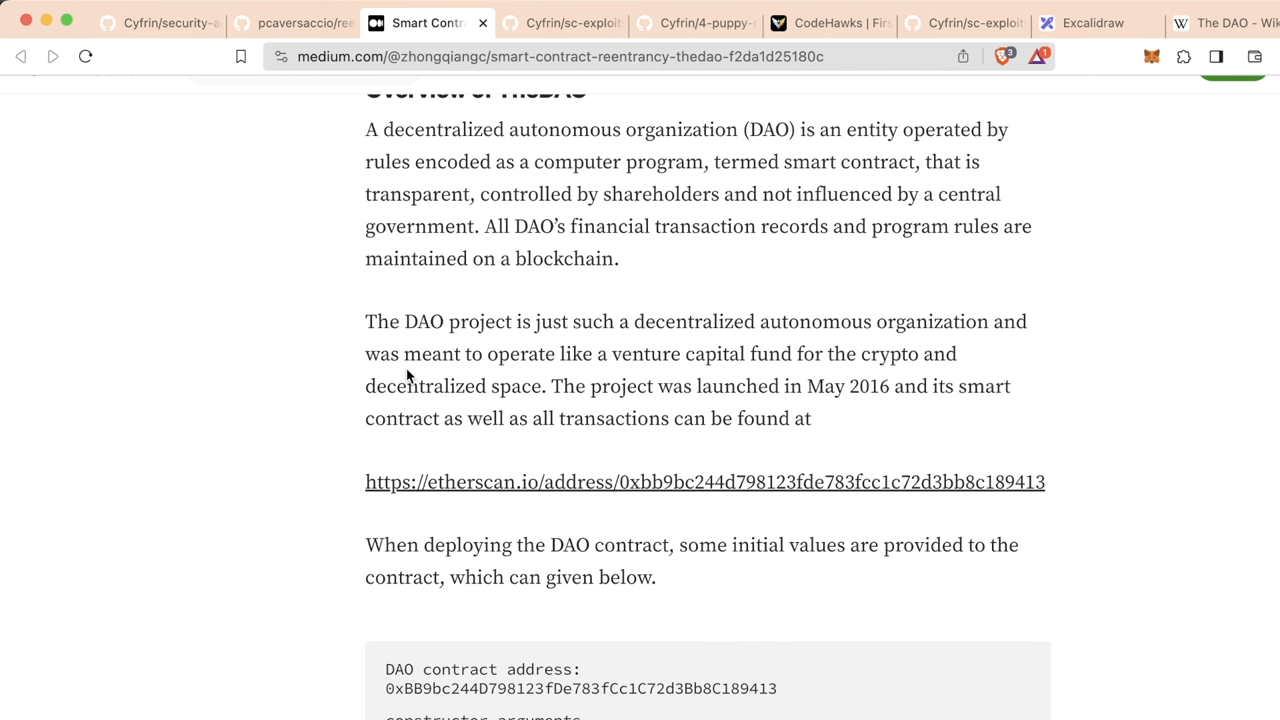 Cyfrin/security-a
pcaversaccio/ree
Smart Contr
Cyfrin/sc-exploit
Cyfrin/4-puppy-r
CodeHawks | Firs
Cyfrin/sc-exploit
Excalidraw
The DAO - Wik
medium.com/@zhongqiangc/smart-contract-reentrancy-thedao-f2da1d25180c
3
1
Overview of TheDAO
A decentralized autonomous organization (DAO) is an entity operated by
rules encoded as a computer program, termed smart contract, that is
transparent, controlled by shareholders and not influenced by a central
government. All DAO’s financial transaction records and program rules are
maintained on a blockchain.
The DAO project is just such a decentralized autonomous organization and
was meant to operate like a venture capital fund for the crypto and
decentralized space. The project was launched in May 2016 and its smart
contract as well as all transactions can be found at
https://etherscan.io/address/0xbb9bc244d798123fde783fcc1c72d3bb8c189413
When deploying the DAO contract, some initial values are provided to the
contract, which can given below.
DAO contract address:
0xBB9bc244D798123fDe783fCc1C72d3Bb8C189413
constructor arguments